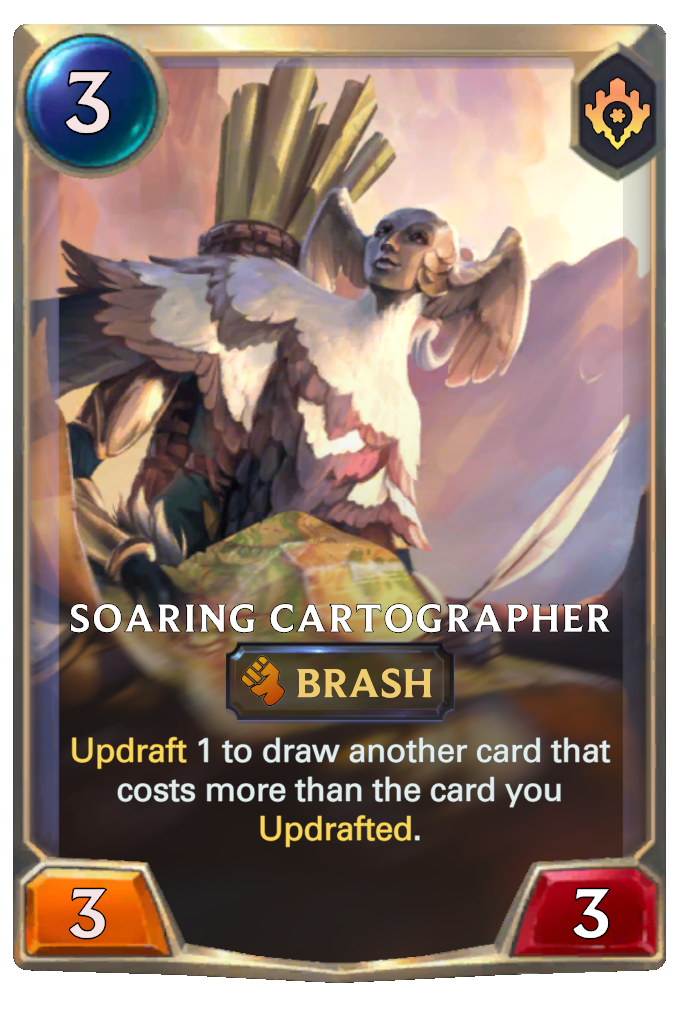 3
SOARING CARTOGRAPHER
BRASH
Updraft 1 to draw another card that
costs more than the card you
Updrafted.
3
3